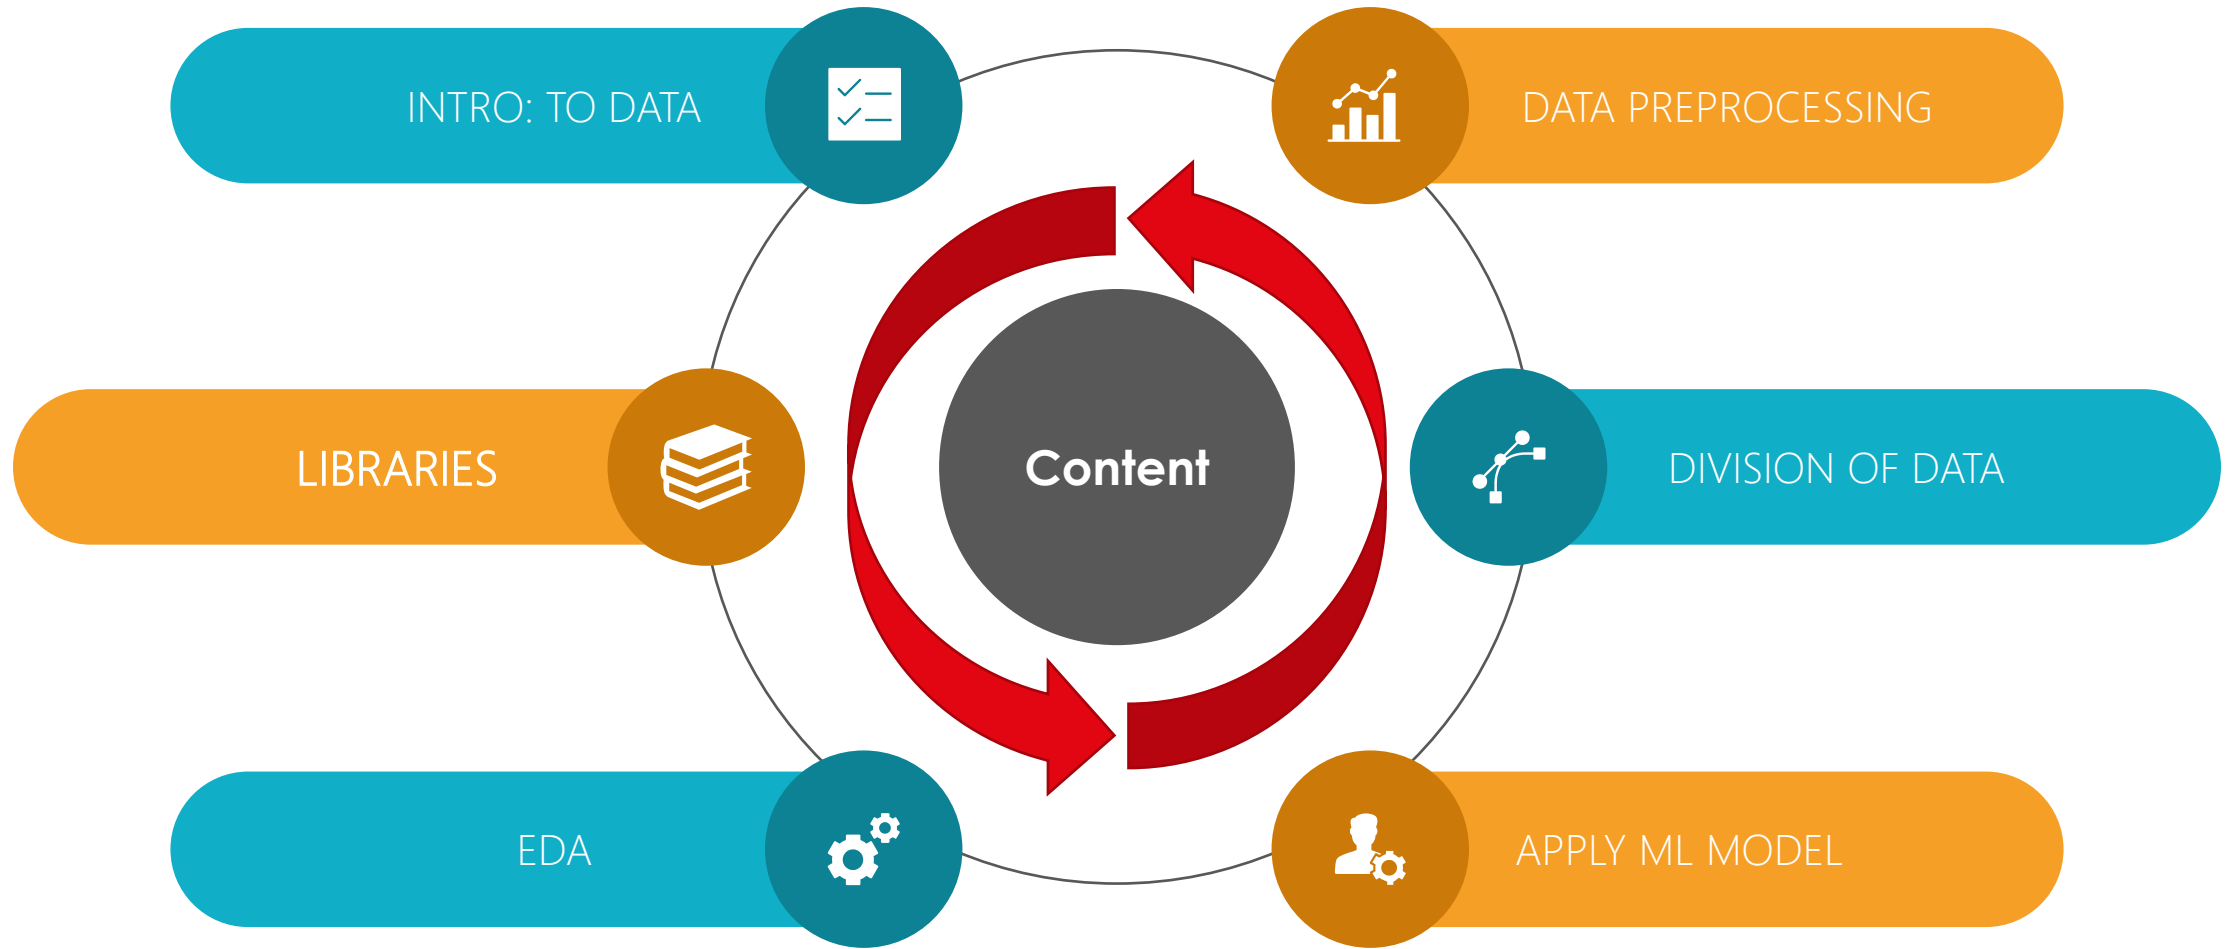 INTRO: TO DATA
DATA PREPROCESSING
LIBRARIES
Content
DIVISION OF DATA
EDA
APPLY ML MODEL